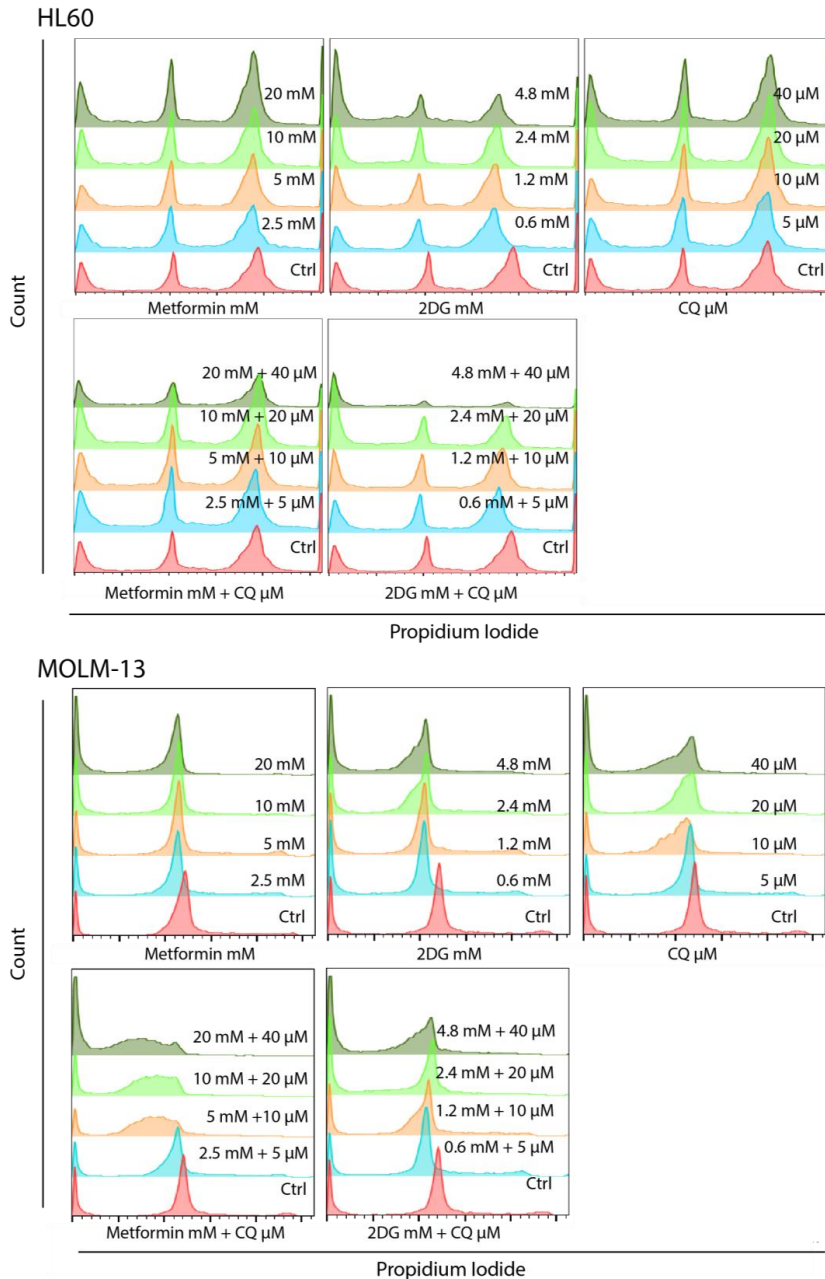 HL60
Count
20 mM
10 mM
5 mM
2.5 mM
Ctrl
Metformin mM
4.8 mM
2.4 mM
1.2 mM
0.6 mM
Ctrl
2DG mM
40 µM
20 µM
10 µM
5 µM
Ctrl
CQ µM
20 mM + 40 µM
10 mM + 20 µM
5 mM + 10 µM
2.5 mM + 5 µM
Ctrl
Metformin mM + CQ µM
4.8 mM + 40 µM
2.4 mM + 20 µM
1.2 mM + 10 µM
0.6 mM + 5 µM
Ctrl
2DG mM + CQ µM
Propidium Iodide
MOLM-13
Count
20 mM
10 mM
5 mM
2.5 mM
Ctrl
Metformin mM
4.8 mM
2.4 mM
1.2 mM
0.6 mM
Ctrl
2DG mM
40 µM
20 µM
10 µM
5 µM
Ctrl
CQ µM
20 mM + 40 µM
10 mM + 20 µM
5 mM +10 µM
2.5 mM + 5 µM
Ctrl
Metformin mM + CQ µM
4.8 mM + 40 µM
2.4 mM + 20 µM
1.2 mM + 10 µM
0.6 mM + 5 µM
Ctrl
2DG mM + CQ µM
Propidium Iodide